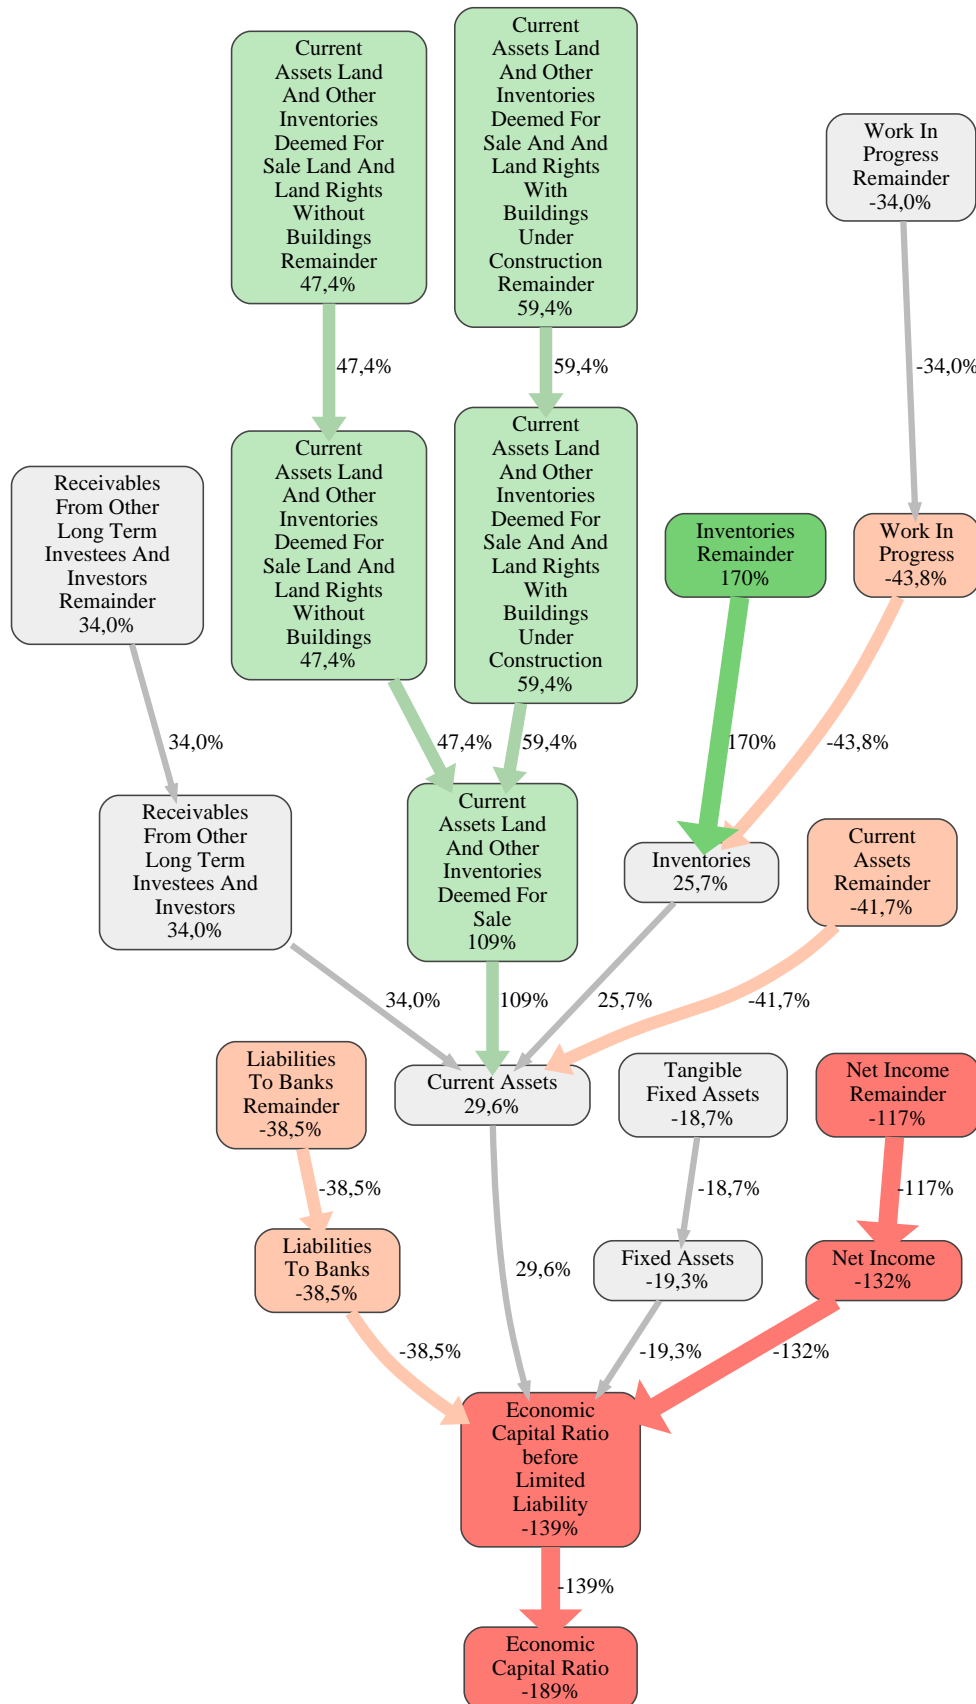 Current
Assets Land
And Other
Inventories
Deemed For
Sale Land And
Land Rights
Without
Buildings
Remainder
47,4%
Current
Assets Land
And Other
Inventories
Deemed For
Sale And And
Land Rights
With
Buildings
Under
Construction
Remainder
59,4%
Work In
Progress
Remainder
-34,0%
47,4%
59,4%
-34,0%
Receivables
From Other
Long Term
Investees And
Investors
Remainder
34,0%
Current
Assets Land
And Other
Inventories
Deemed For
Sale Land And
Land Rights
Without
Buildings
47,4%
Current
Assets Land
And Other
Inventories
Deemed For
Sale And And
Land Rights
With
Buildings
Under
Construction
59,4%
Inventories
Remainder
170%
Work In
Progress
-43,8%
34,0%
47,4%
59,4%
170%
-43,8%
Receivables
From Other
Long Term
Investees And
Investors
34,0%
Current
Assets Land
And Other
Inventories
Deemed For
Sale
109%
Inventories
25,7%
Current
Assets
Remainder
-41,7%
34,0%
109%
25,7%
-41,7%
Liabilities
To Banks
Remainder
-38,5%
Current Assets
29,6%
Tangible
Fixed Assets
-18,7%
Net Income
Remainder
-117%
-38,5%
-18,7%
-117%
Liabilities
To Banks
-38,5%
29,6%
Fixed Assets
-19,3%
Net Income
-132%
-38,5%
-19,3%
-132%
Economic
Capital Ratio
before
Limited
Liability
-139%
-139%
Economic
Capital Ratio
-189%